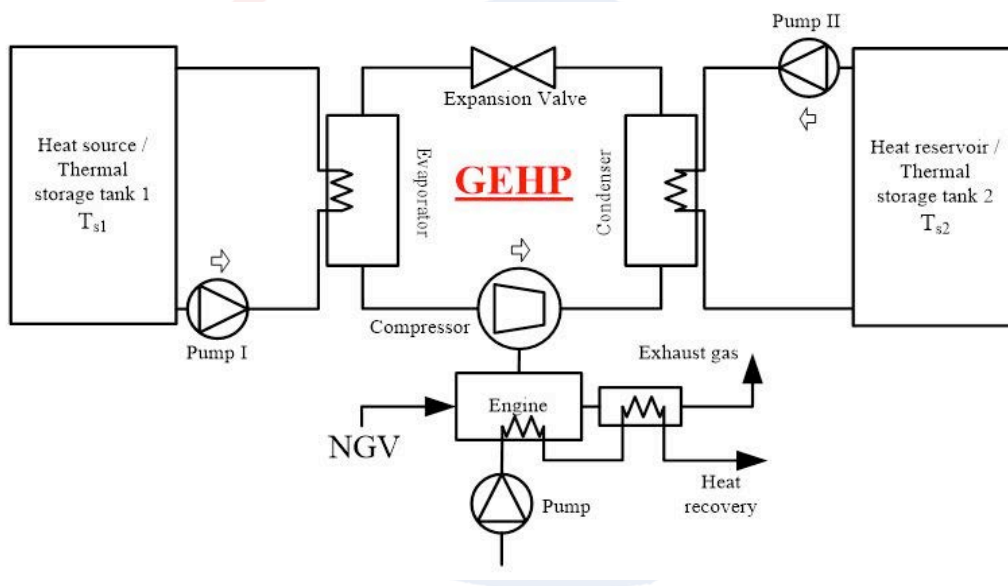 Pump II
Expansion Valve
Heat source /
Thermal
storage tank 1
Ts1
Evaporator
GEHP
Condenser
Heat reservoir /
Thermal
storage tank 2
Ts2
Pump I
Compressor
Exhaust gas
Engine
NGV
Heat
recovery
Pump